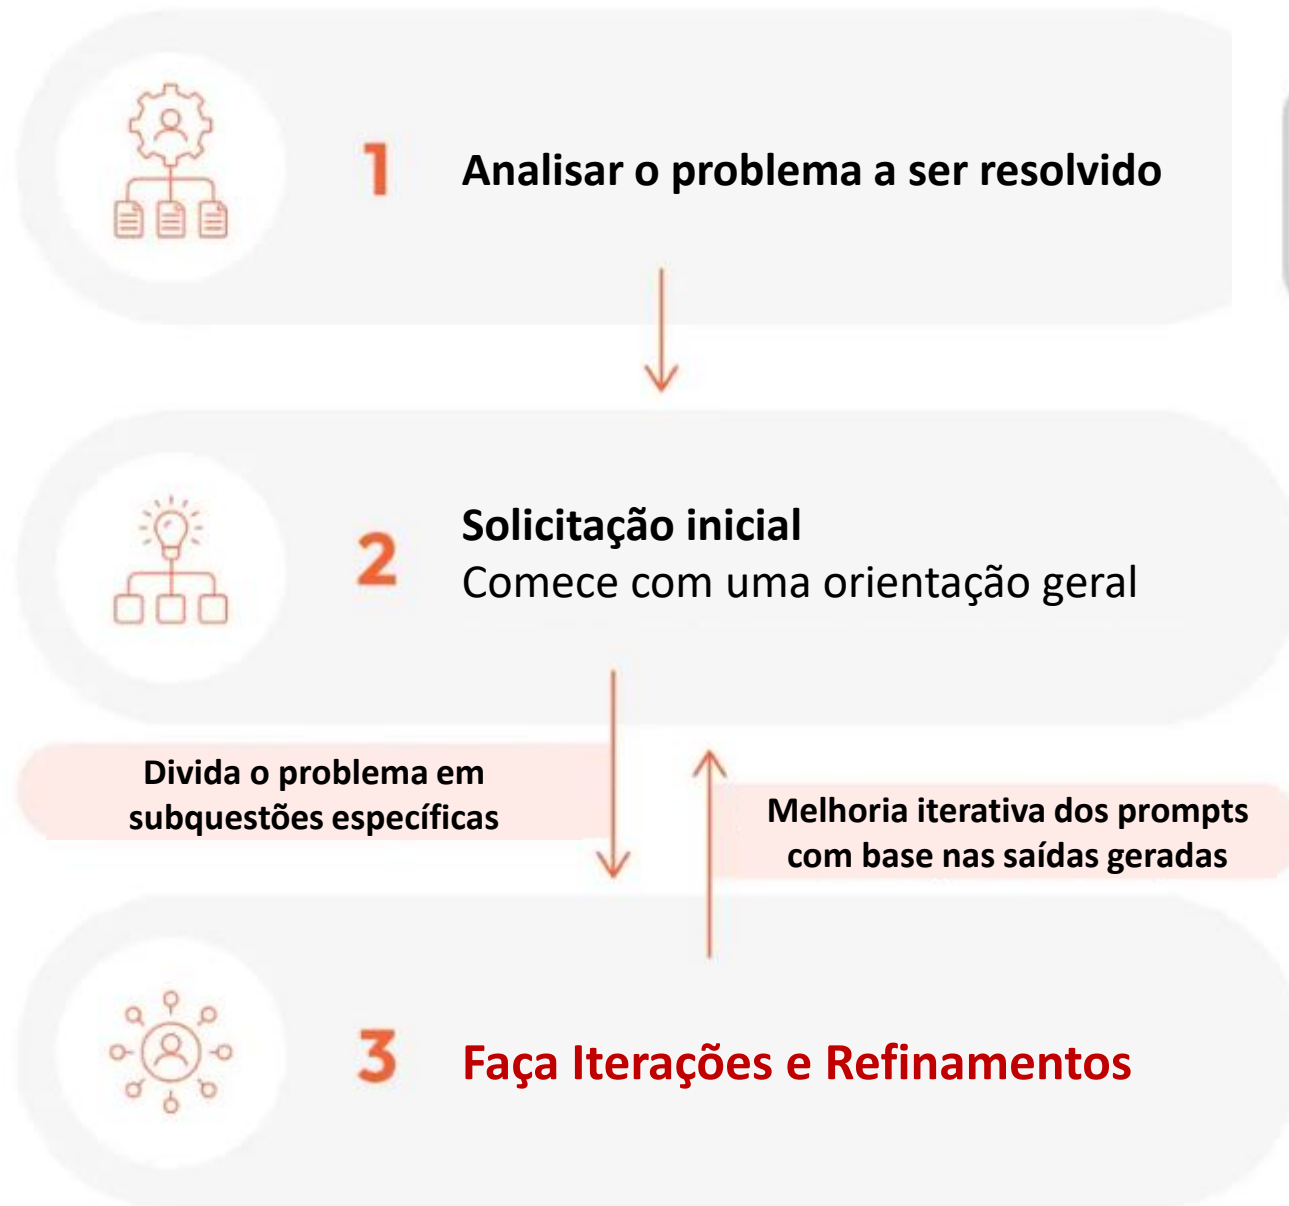 1
Analisar o problema a ser resolvido
2
Solicitação inicial
Comece com uma orientação geral
Divida o problema em
subquestões específicas
Melhoria iterativa dos prompts
com base nas saídas geradas
3
Faça Iterações e Refinamentos